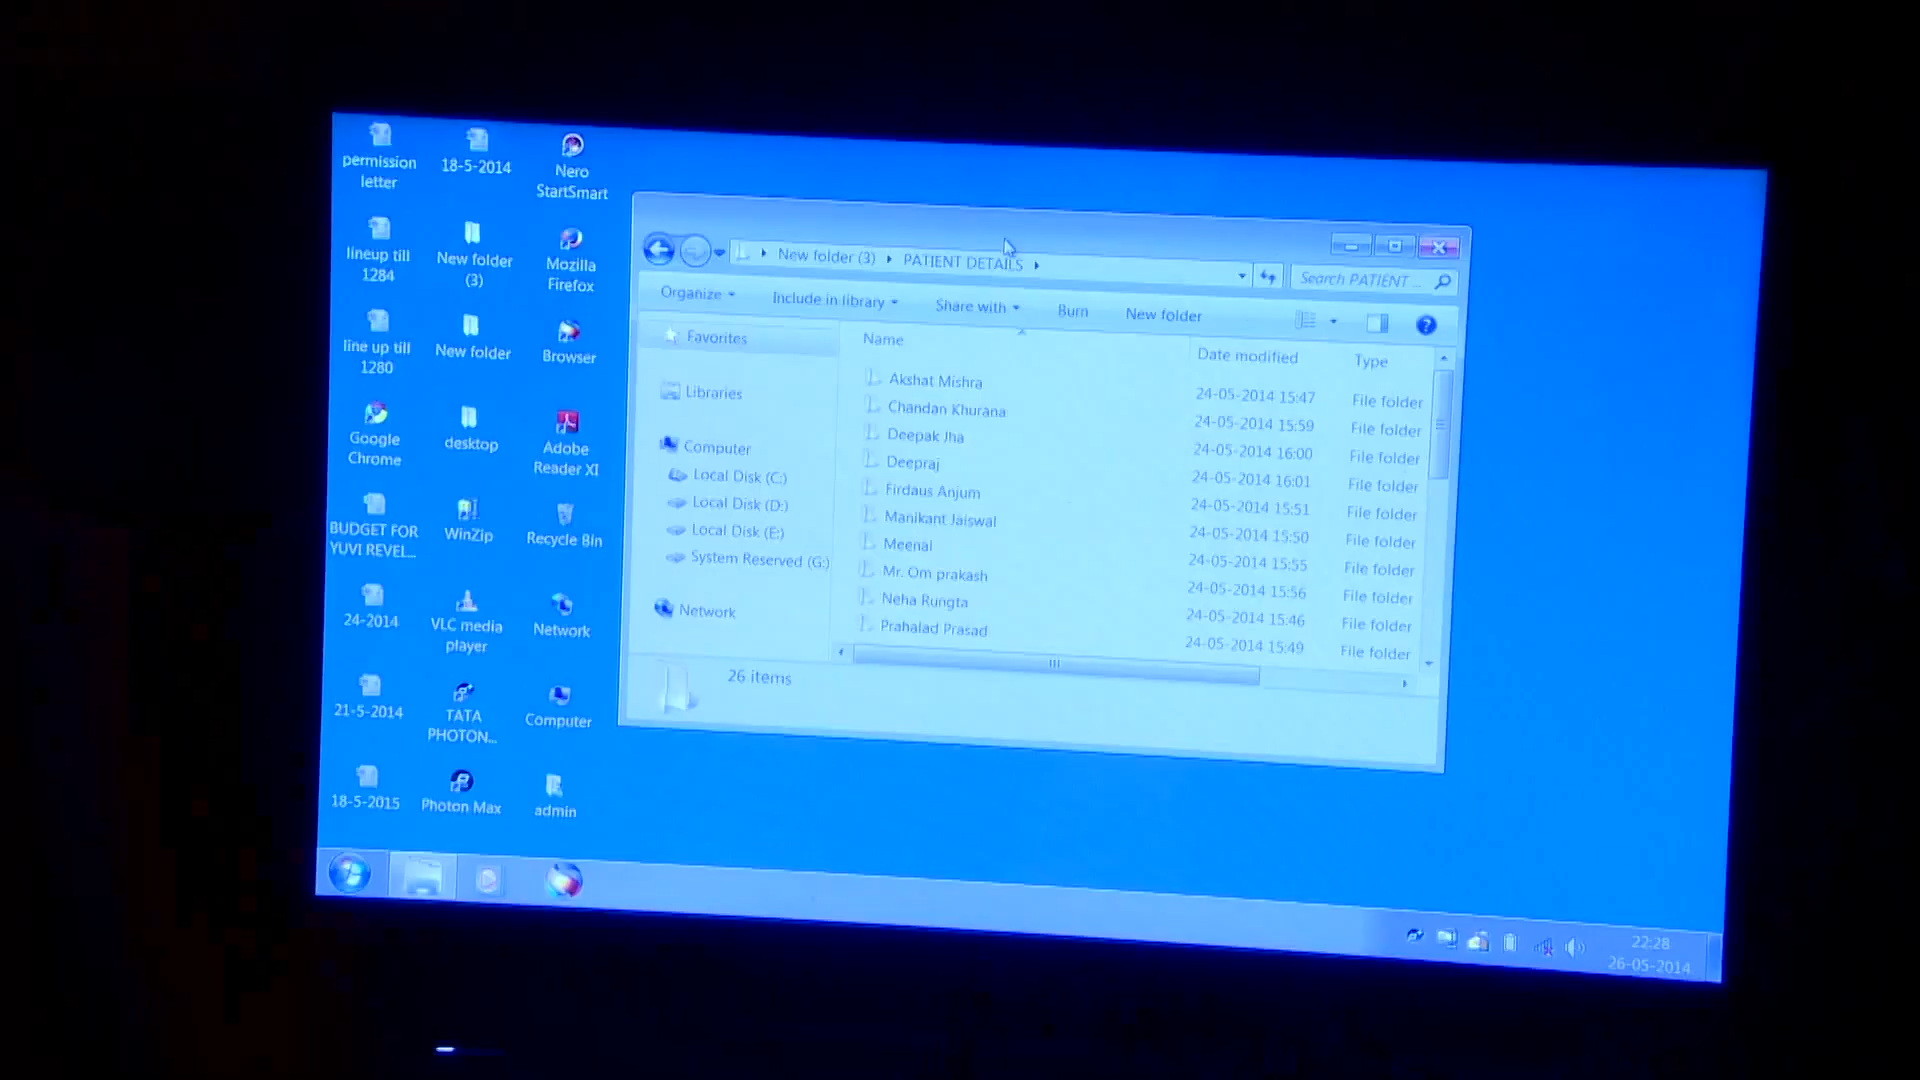 permission
letter
18-5-2014
Nero
StartSmart
lineup till
1284
New folder
(3)
Mozilla
Firefox
line up till
1280
New folder
Browser
Google
Chrome
desktop
Adobe
Reader XI
BUDGET FOR
YUVI REVEL...
WinZip
Recycle Bin
24-2014
VLC media
player
Network
21-5-2014
TATA
PHOTON...
Computer
18-5-2015
Photon Max
admin
New folder (3) PATIENT DETAILS
Search PATIENT ...
Organize Include in library Share with Burn New folder
Favorites
Libraries
Computer
Local Disk (C:)
Local Disk (D:)
Local Disk (E:)
System Reserved (G:)
Network
Name Date modified Type
Akshat Mishra 24-05-2014 15:47 File folder
Chandan Khurana 24-05-2014 15:59 File folder
Deepak Jha 24-05-2014 16:00 File folder
Deepraj 24-05-2014 16:01 File folder
Firdaus Anjum 24-05-2014 15:51 File folder
Manikant Jaiswal 24-05-2014 15:50 File folder
Meenal 24-05-2014 15:55 File folder
Mr. Om prakash 24-05-2014 15:56 File folder
Neha Rungta 24-05-2014 15:46 File folder
Prahalad Prasad 24-05-2014 15:49 File folder
26 items
22:28
26-05-2014